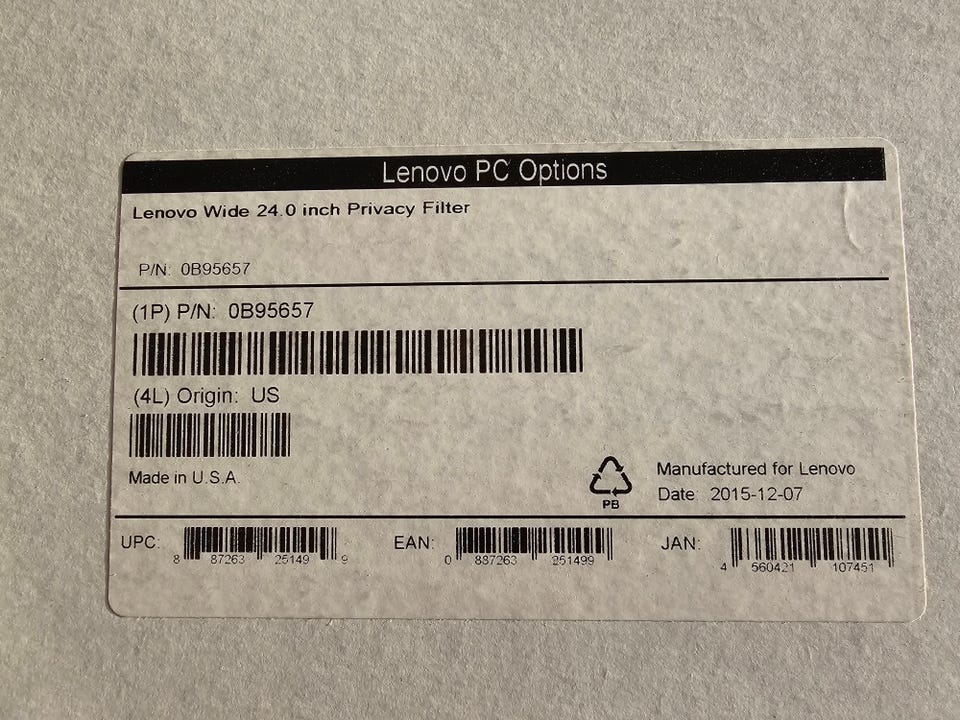 Lenovo PC Options
Lenovo Wide 24.0 inch Privacy Filter
P/N: 0B95657
(1P) P/N: 0B95657
(4L) Origin: US
Made in U.S.A.
PB
Manufactured for Lenovo
Date: 2015-12-07
UPC: 8 87263 25149 9
EAN: 0 887263 251499
JAN: 4 560421 107451